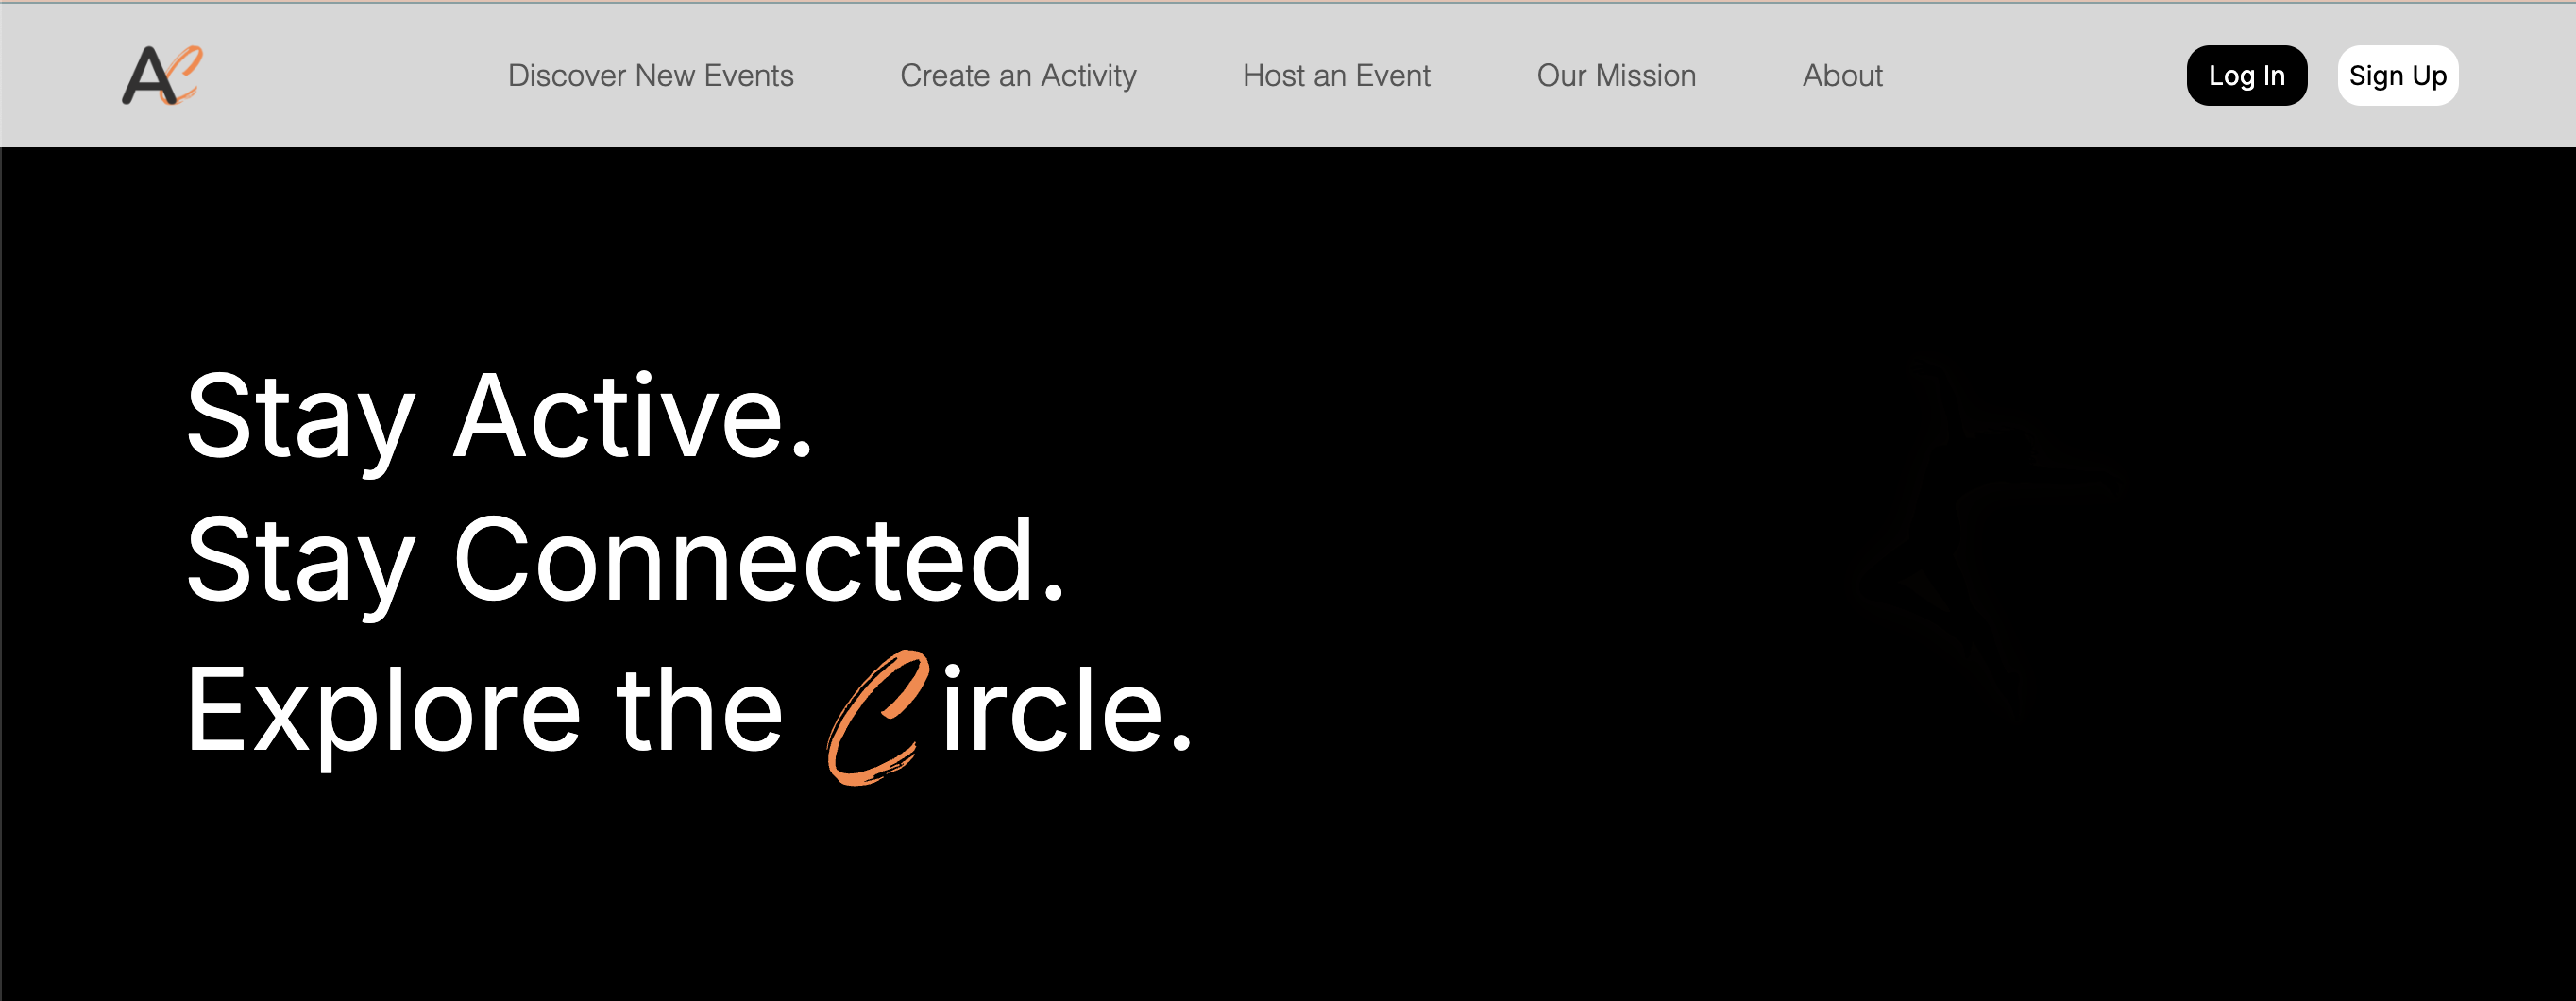 AC
Discover New Events
Create an Activity
Host an Event
Our Mission
About
Log In
Sign Up
Stay Active.
Stay Connected.
Explore the Circle.